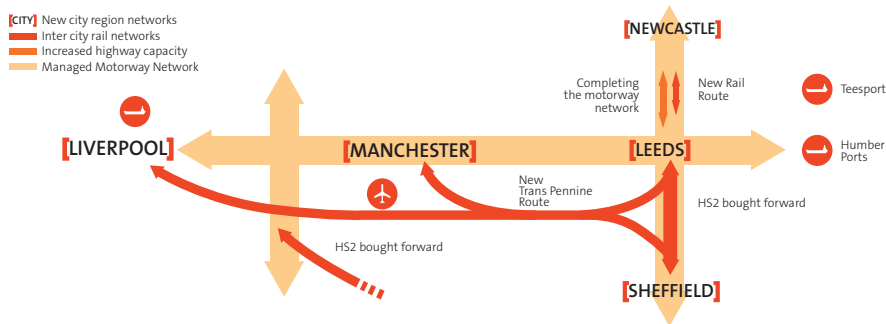 [CITY] New city region networks
Inter city rail networks
Increased highway capacity
Managed Motorway Network
[NEWCASTLE]
Completing
the motorway
network
New Rail
Route
Teesport
[LIVERPOOL]
[MANCHESTER]
[LEEDS]
Humber
Ports
New
Trans Pennine
Route
HS2 bought forward
HS2 bought forward
[SHEFFIELD]